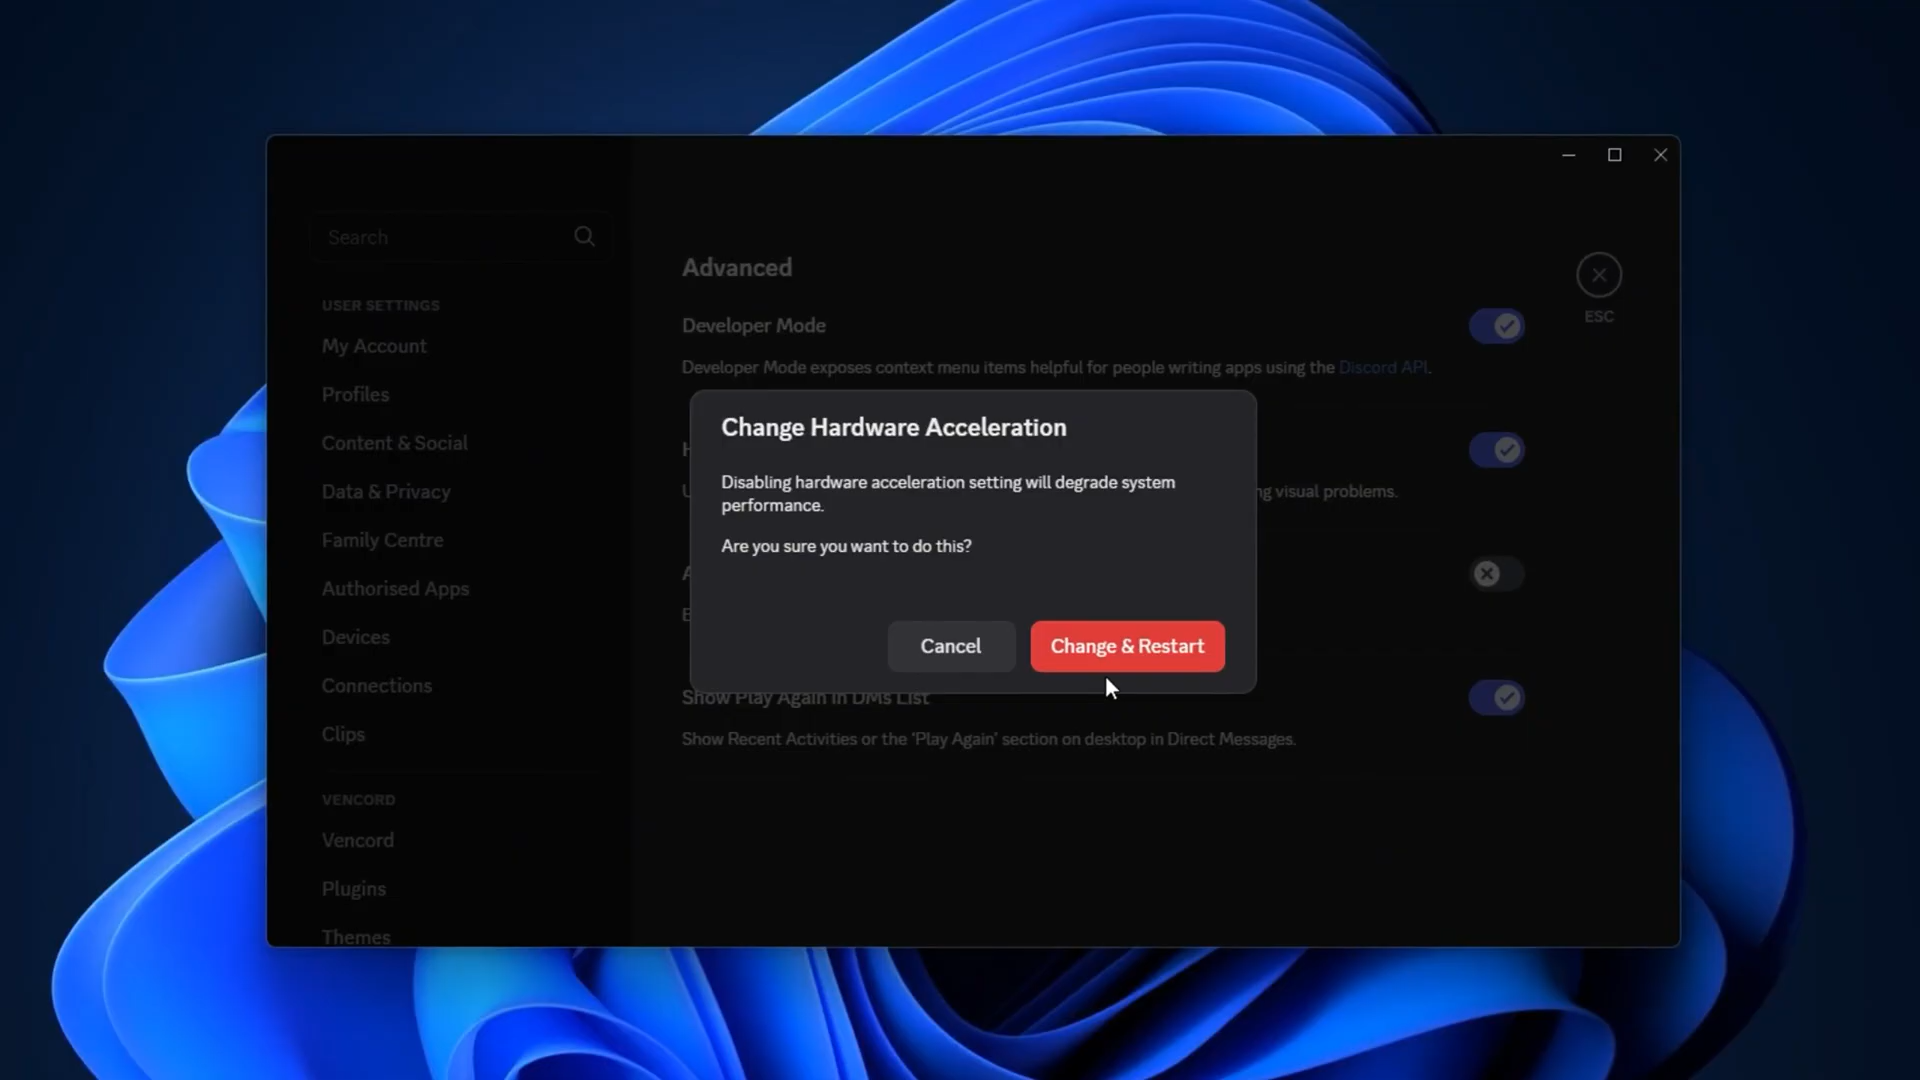 Search
USER SETTINGS
My Account
Profiles
Content & Social
Data & Privacy
Family Centre
Authorised Apps
Devices
Connections
Clips
VENCORD
Vencord
Plugins
Themes
Advanced
ESC
Developer Mode
Developer Mode exposes context menu items helpful for people writing apps using the Discord API.
visual problems.
Change Hardware Acceleration
Disabling hardware acceleration setting will degrade system
performance.
Are you sure you want to do this?
Cancel
Change & Restart
Show Play Again in DMs List
Show Recent Activities or the 'Play Again' section on desktop in Direct Messages.